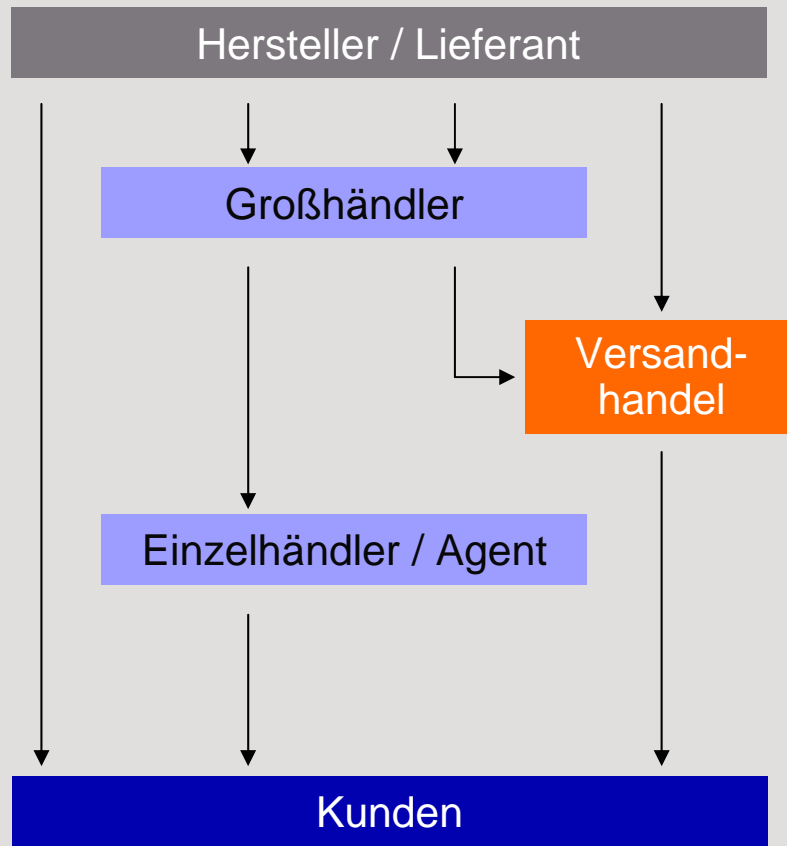 Hersteller / Lieferant
Großhändler
Versand-
handel
Einzelhändler / Agent
Kunden